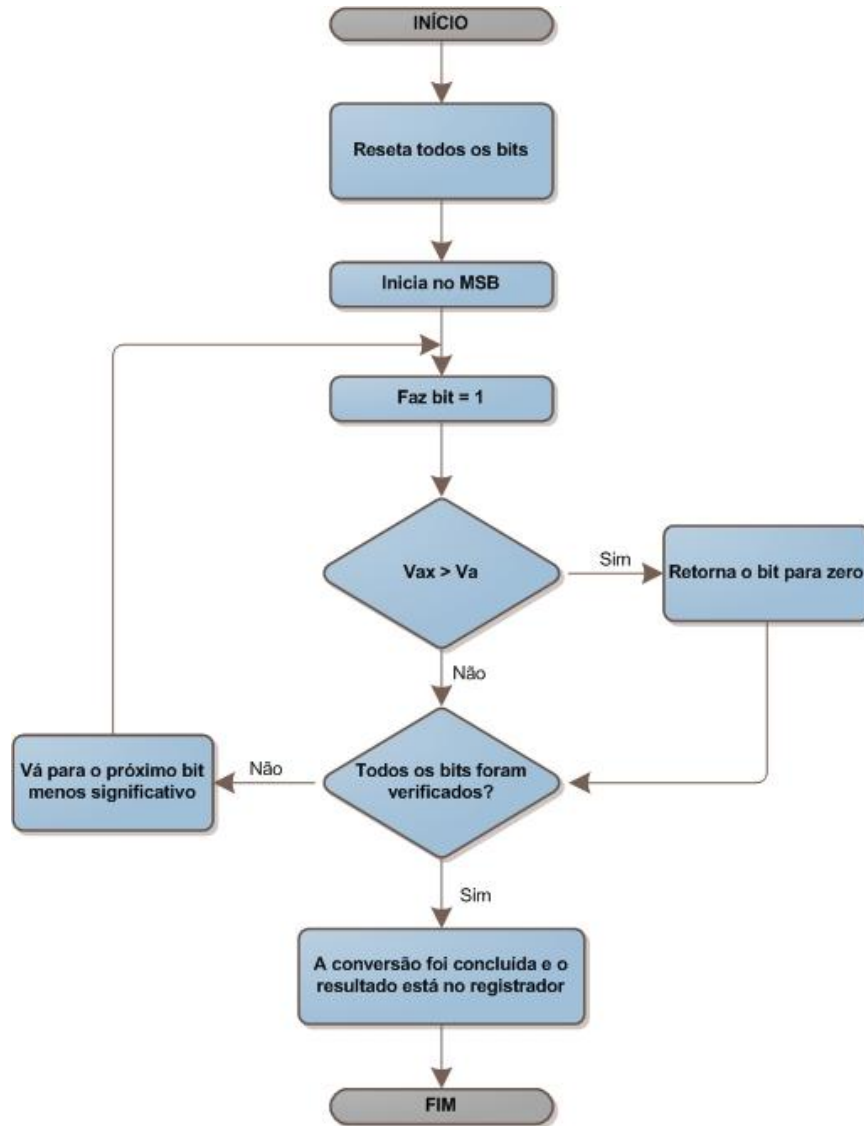 INÍCIO
Reseta todos os bits
Inicia no MSB
Faz bit = 1
Vax > Va
Sim
Retorna o bit para zero
Não
Todos os bits foram
verificados?
Não
Vá para o próximo bit
menos significativo
Sim
A conversão foi concluida e o
resultado está no registrador
FIM